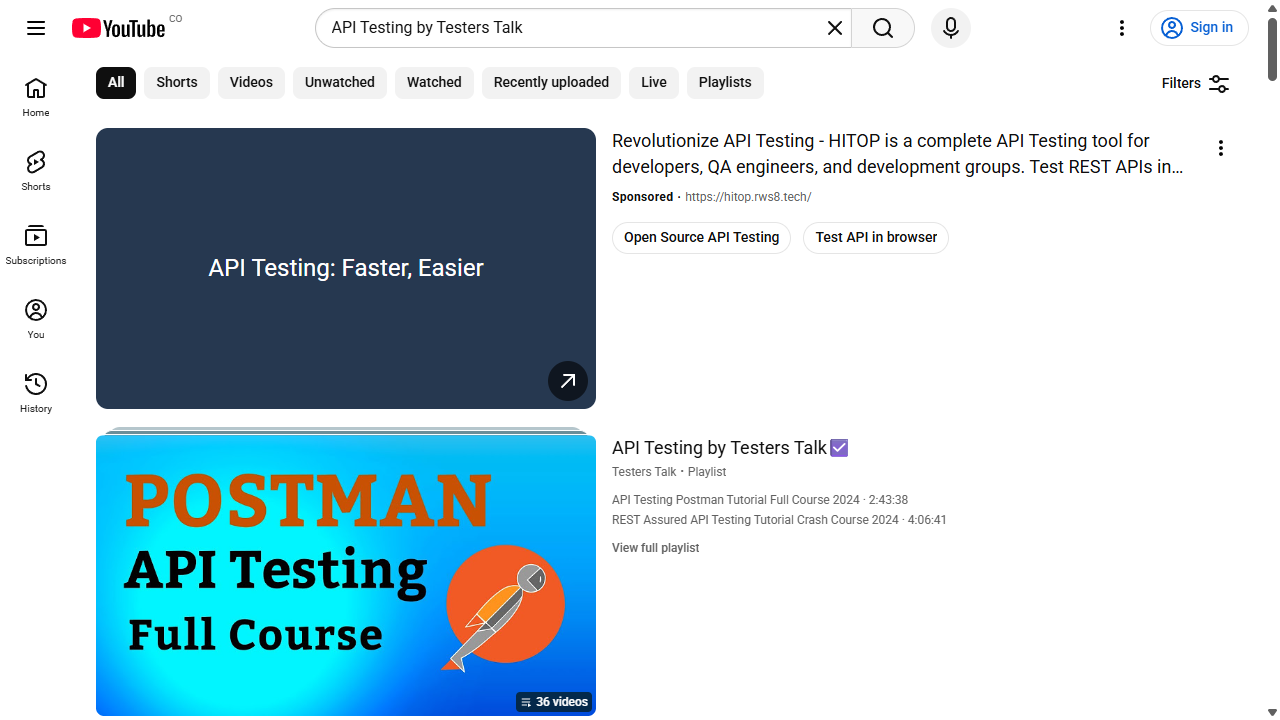 YouTube CO
API Testing by Testers Talk
Sign in
Home
Shorts
Subscriptions
You
History
All
Shorts
Videos
Unwatched
Watched
Recently uploaded
Live
Playlists
Filters
API Testing: Faster, Easier
Revolutionize API Testing - HITOP is a complete API Testing tool for
developers, QA engineers, and development groups. Test REST APIs in...
Sponsored · https://hitop.rws8.tech/
Open Source API Testing
Test API in browser
POSTMAN
API Testing
Full Course
36 videos
API Testing by Testers Talk☑
Testers Talk · Playlist
API Testing Postman Tutorial Full Course 2024 · 2:43:38
REST Assured API Testing Tutorial Crash Course 2024 · 4:06:41
View full playlist